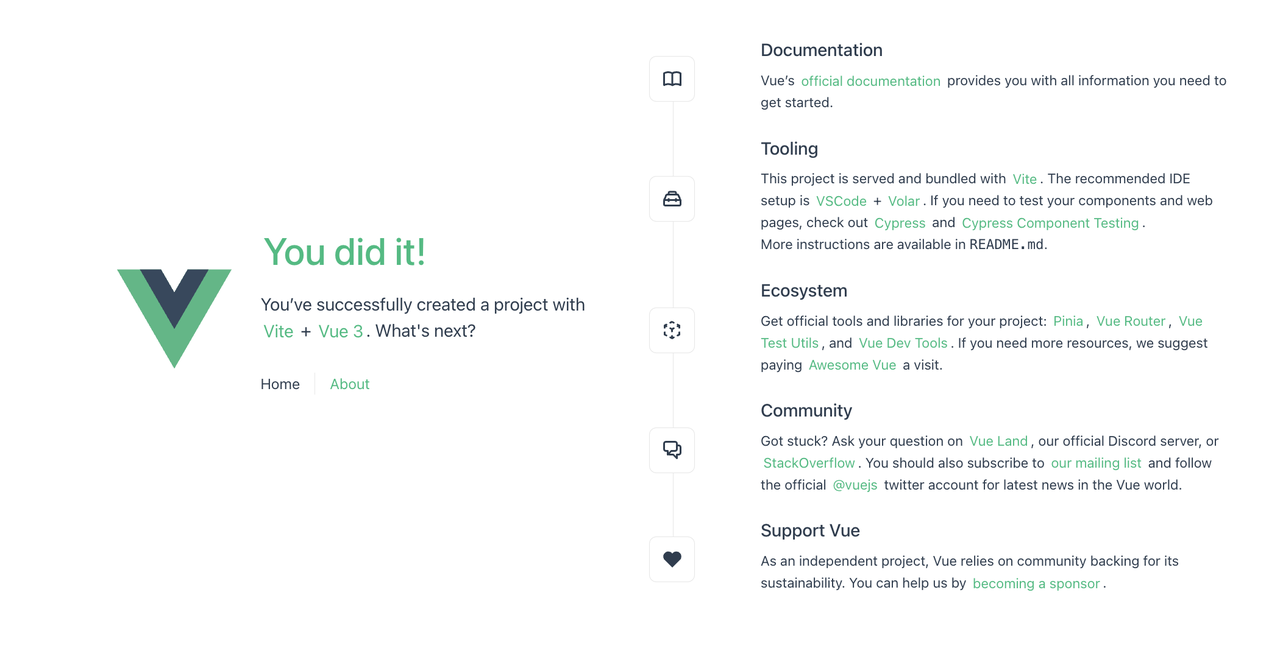 You did it!
You’ve successfully created a project with
Vite + Vue 3. What's next?
Home About
Documentation
Vue’s official documentation provides you with all information you need to
get started.
Tooling
This project is served and bundled with Vite. The recommended IDE
setup is VSCode + Volar. If you need to test your components and web
pages, check out Cypress and Cypress Component Testing.
More instructions are available in README.md.
Ecosystem
Get official tools and libraries for your project: Pinia, Vue Router, Vue
Test Utils, and Vue Dev Tools. If you need more resources, we suggest
paying Awesome Vue a visit.
Community
Got stuck? Ask your question on Vue Land, our official Discord server, or
StackOverflow. You should also subscribe to our mailing list and follow
the official @vuejs twitter account for latest news in the Vue world.
Support Vue
As an independent project, Vue relies on community backing for its
sustainability. You can help us by becoming a sponsor.